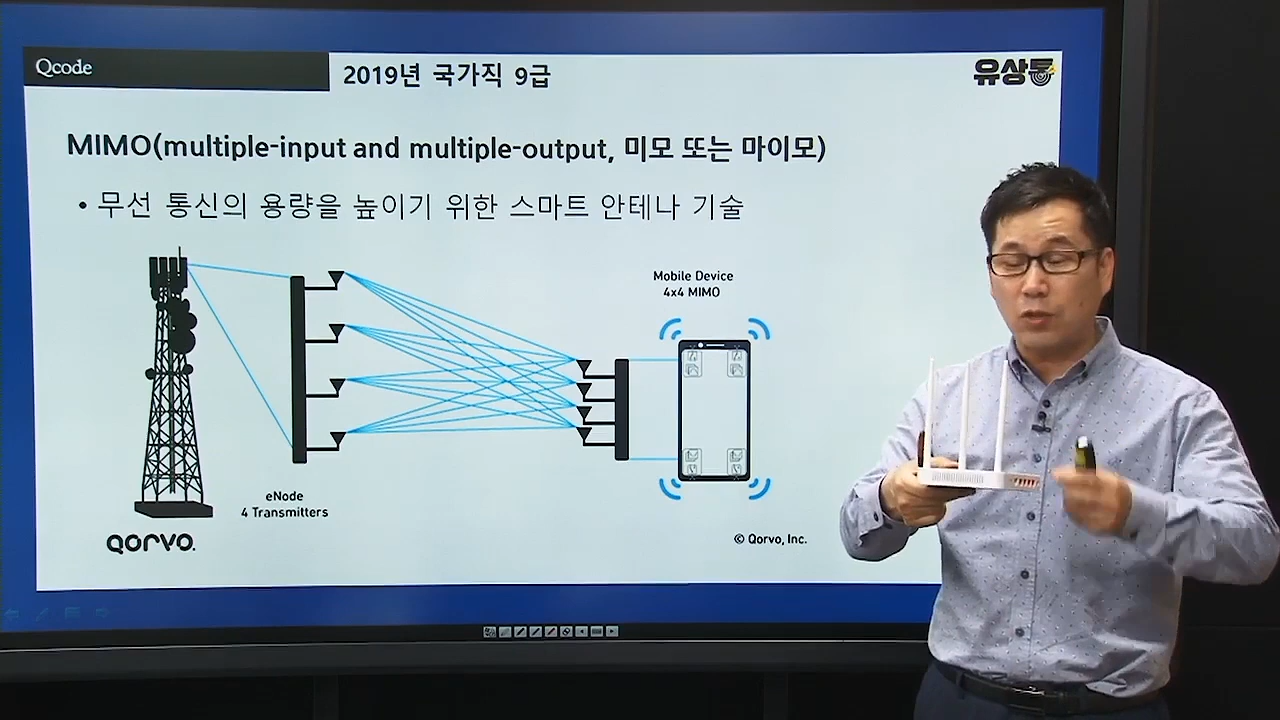 Qcode
2019년 국가직 9급
유상통
MIMO(multiple-input and multiple-output, 미모 또는 마이모)
• 무선 통신의 용량을 높이기 위한 스마트 안테나 기술
Mobile Device
4x4 MIMO
eNode
4 Transmitters
QORVO.
© Qorvo, Inc.